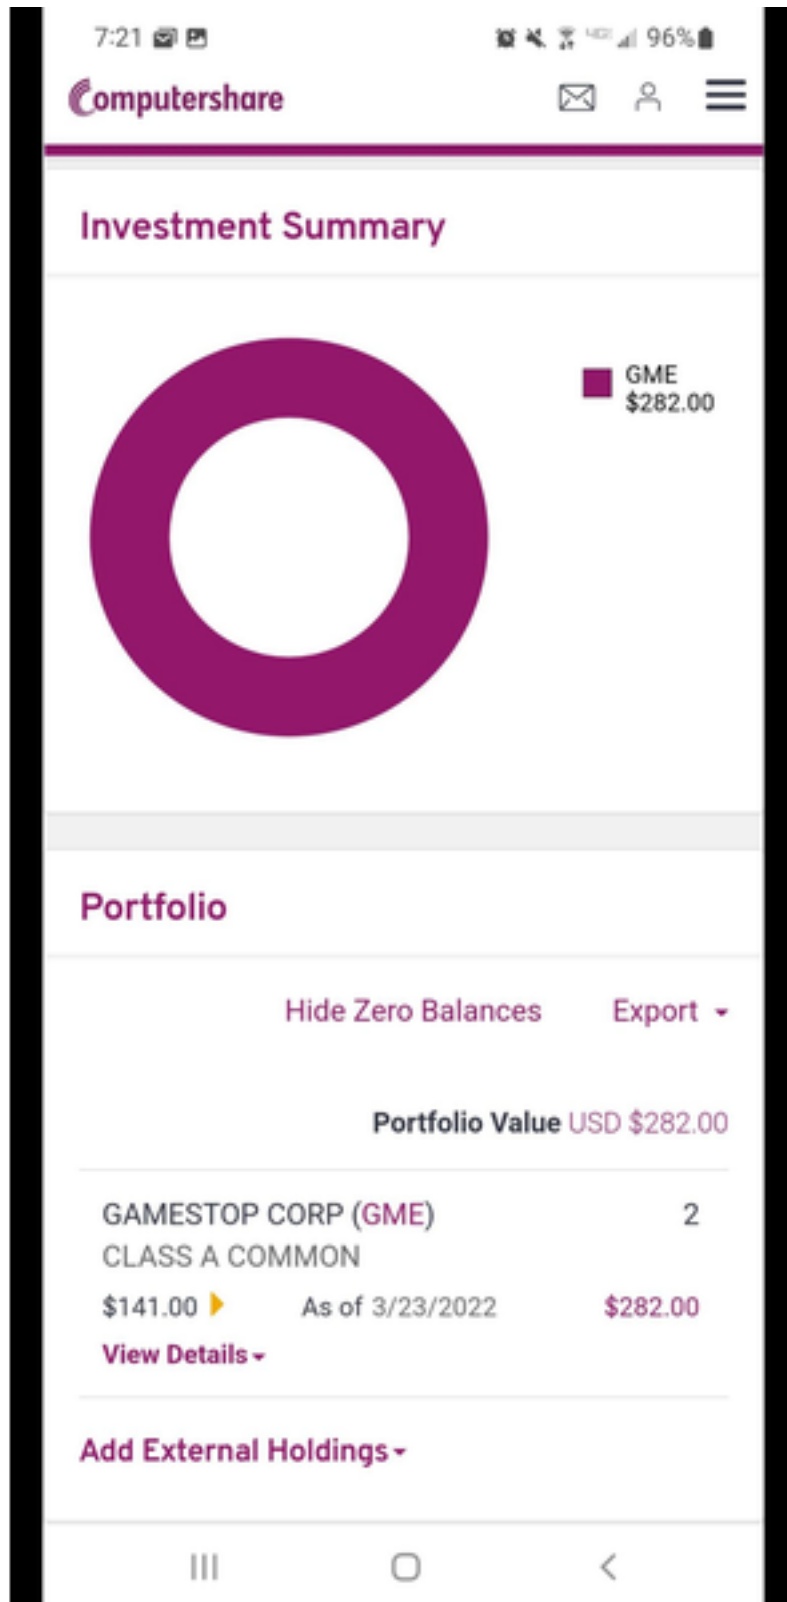 7:21 96%
Computershare
Investment Summary
GME
$282.00
Portfolio
Hide Zero Balances Export
Portfolio Value USD $282.00
GAMESTOP CORP (GME) 2
CLASS A COMMON
$141.00 As of 3/23/2022 $282.00
View Details
Add External Holdings